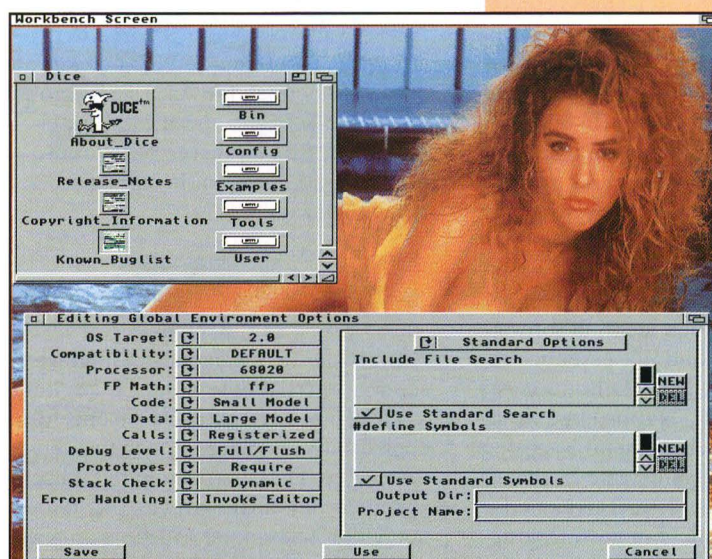 Workbench Screen
Dice
DICE™
About_Dice
Release_Notes
Copyright_Information
Known_Buglist
Bin
Config
Examples
Tools
User
Editing Global Environment Options
OS Target: 2.0
Compatibility: DEFAULT
Processor: 68020
FP Math: ffp
Code: Small Model
Data: Large Model
Calls: Registerized
Debug Level: Full/Flush
Prototypes: Require
Stack Check: Dynamic
Error Handling: Invoke Editor
Standard Options
Include File Search
NEW
DEL
Use Standard Search
#define Symbols
NEW
DEL
Use Standard Symbols
Output Dir:
Project Name:
Save
Use
Cancel